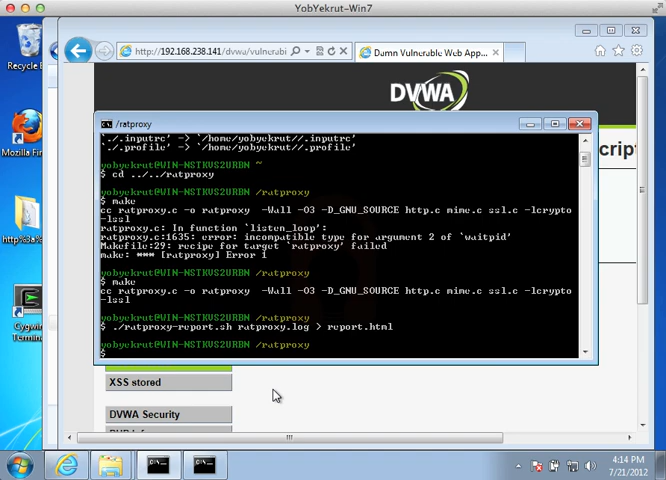 YobYekrut-Win7
http://192.168.238.141/dvwa/vulnerabi
Damn Vulnerable Web App...
Recycle B
DVWA
/ratproxy
`./.inputrc' -> `/home/yobyekrut//.inputrc'
`./.profile' -> `/home/yobyekrut//.profile'
yobyekrut@WIN-NSTKVS2URBN ~
$ cd ../../ratproxy
yobyekrut@WIN-NSTKVS2URBN /ratproxy
$ make
cc ratproxy.c -o ratproxy -Wall -O3 -D_GNU_SOURCE http.c mime.c ssl.c -lcrypto
-lssl
ratproxy.c: In function `listen_loop':
ratproxy.c:1635: error: incompatible type for argument 2 of `waitpid'
Makefile:29: recipe for target `ratproxy' failed
make: *** [ratproxy] Error 1
yobyekrut@WIN-NSTKVS2URBN /ratproxy
$ make
cc ratproxy.c -o ratproxy -Wall -O3 -D_GNU_SOURCE http.c mime.c ssl.c -lcrypto
-lssl
yobyekrut@WIN-NSTKVS2URBN /ratproxy
$ ./ratproxy-report.sh ratproxy.log > report.html
yobyekrut@WIN-NSTKVS2URBN /ratproxy
$
cript
Mozilla Fir
http%3a%
Cygwin
XSS stored
DVWA Security
4:14 PM
7/21/2012